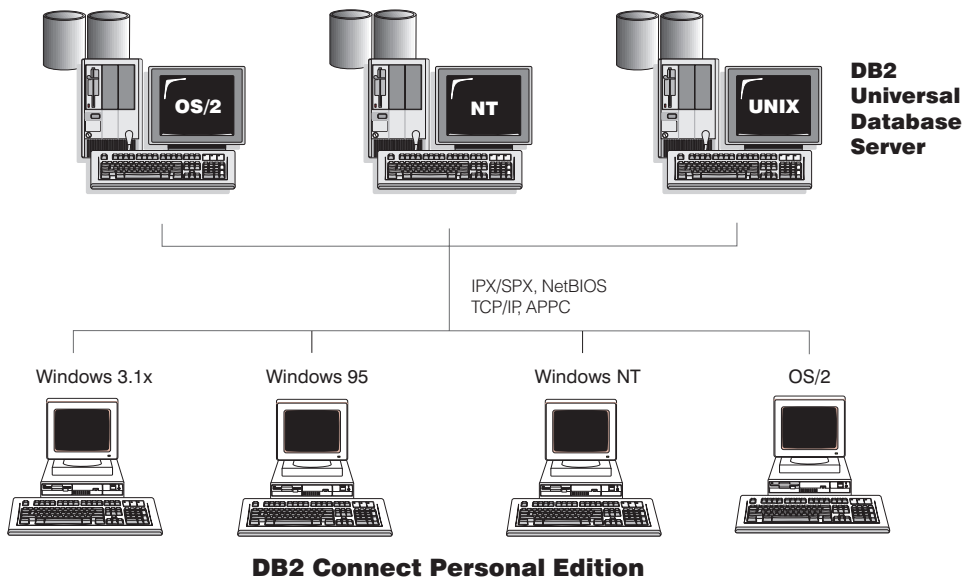 OS/2
NT
UNIX
DB2
Universal
Database
Server
IPX/SPX, NetBIOS
TCP/IP, APPC
Windows 3.1x
Windows 95
Windows NT
OS/2
DB2 Connect Personal Edition